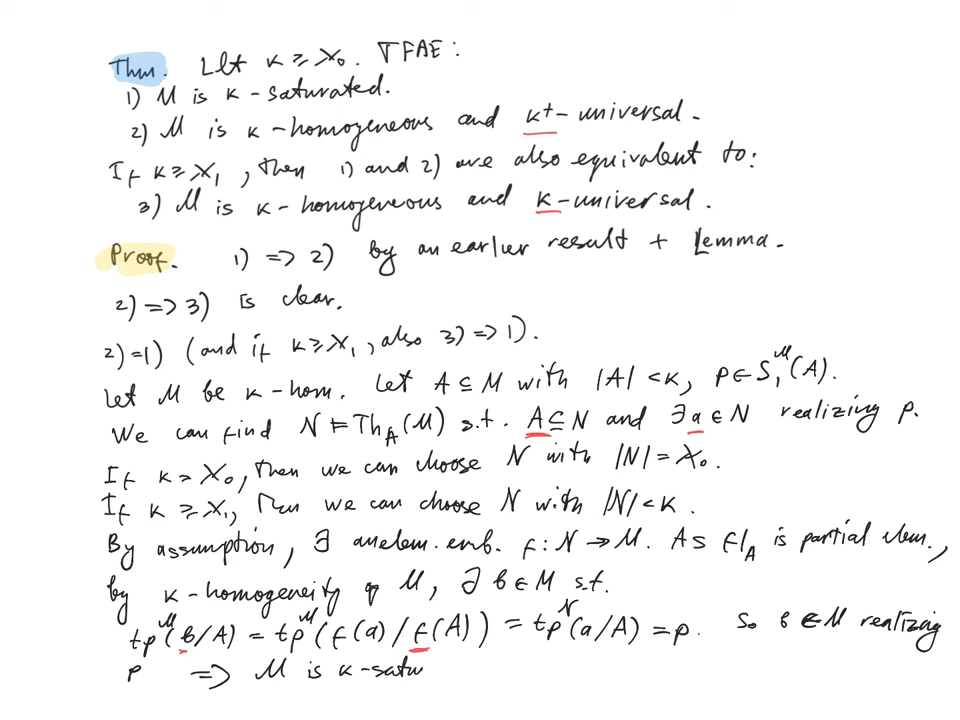 Thm. Let κ ≥ ℵ₀. TFAE:
1) M is κ-saturated.
2) M is κ-homogeneous and κ⁺-universal.
If κ ≥ ℵ₁, then 1) and 2) are also equivalent to:
3) M is κ-homogeneous and κ-universal.
Proof. 1) => 2) by an earlier result + Lemma.
2) => 3) is clear.
2) => 1) (and if κ ≥ ℵ₁, also 3) => 1).
Let M be κ-hom. Let A ⊆ M with |A| < κ, p ∈ S₁^M(A).
We can find N ⊨ Th_A(M) s.t. A ⊆ N and ∃ a ∈ N realizing p.
If κ = ℵ₀, then we can choose N with |N| = ℵ₀.
If κ ≥ ℵ₁, then we can choose N with |N| < κ.
By assumption, ∃ an elem. emb. f: N → M. As f|_A is partial elem.,
by κ-homogeneity of M, ∃ b ∈ M s.t.
tp^M(b/A) = tp^M(f(a)/f(A)) = tp^N(a/A) = p. So b ∈ M realizing
p => M is κ-satu